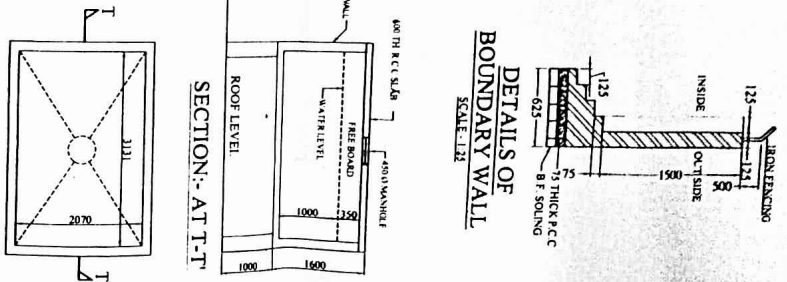 125
625
INSIDE
OUTSIDE
125
125
IRON FENCING
1500
500
75
75 THICK P.C.C
B.F. SOLING
DETAILS OF
BOUNDARY WALL
SCALE - 1:25
WALL
600 TH R.C.C SLAB
450 Ø MANHOLE
FREE BOARD
WATER LEVEL
1000
350
ROOF LEVEL
1000
1600
SECTION:- AT T-T'
T
3131
2070
T'